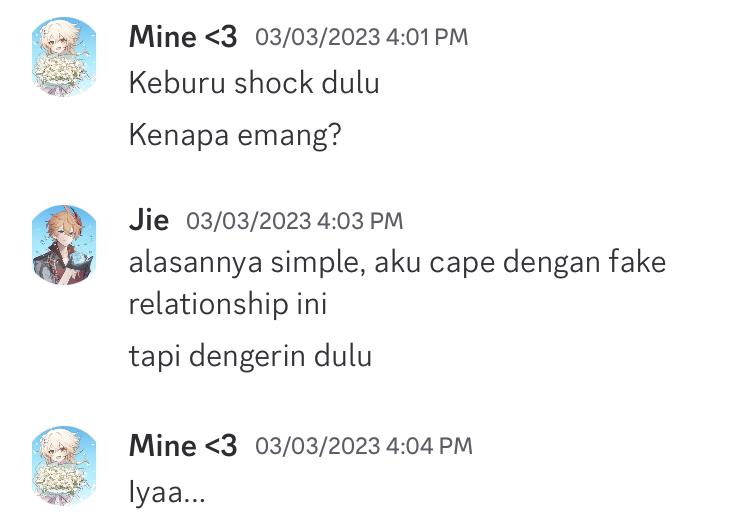 Mine <3 03/03/2023 4:01 PM
Keburu shock dulu
Kenapa emang?
Jie 03/03/2023 4:03 PM
alasannya simple, aku cape dengan fake
relationship ini
tapi dengerin dulu
Mine <3 03/03/2023 4:04 PM
Iyaa...